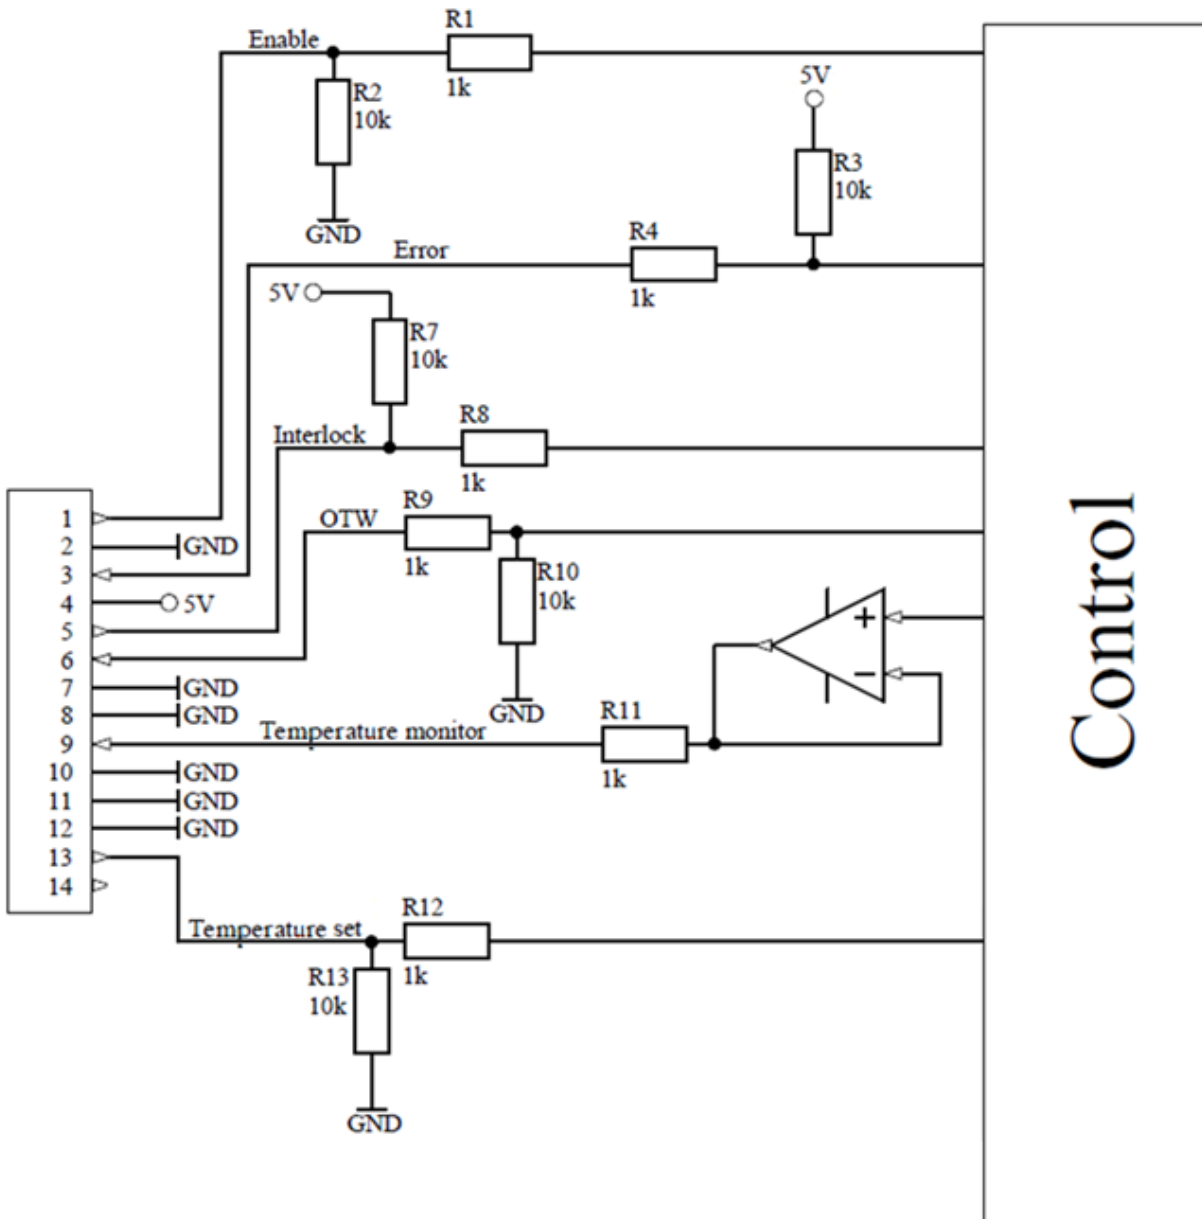 R1
Enable
1k
5V
R2
10k
R3
10k
GND
R4
Error
1k
5V
R7
10k
R8
Interlock
1k
R9
OTW
1k
R10
10k
1
2 GND
3
4 5V
5
6
7 GND
8 GND
9
10 GND
11 GND
12 GND
13
14
+
−
GND
R11
Temperature monitor
1k
Control
R12
Temperature set
1k
R13
10k
GND